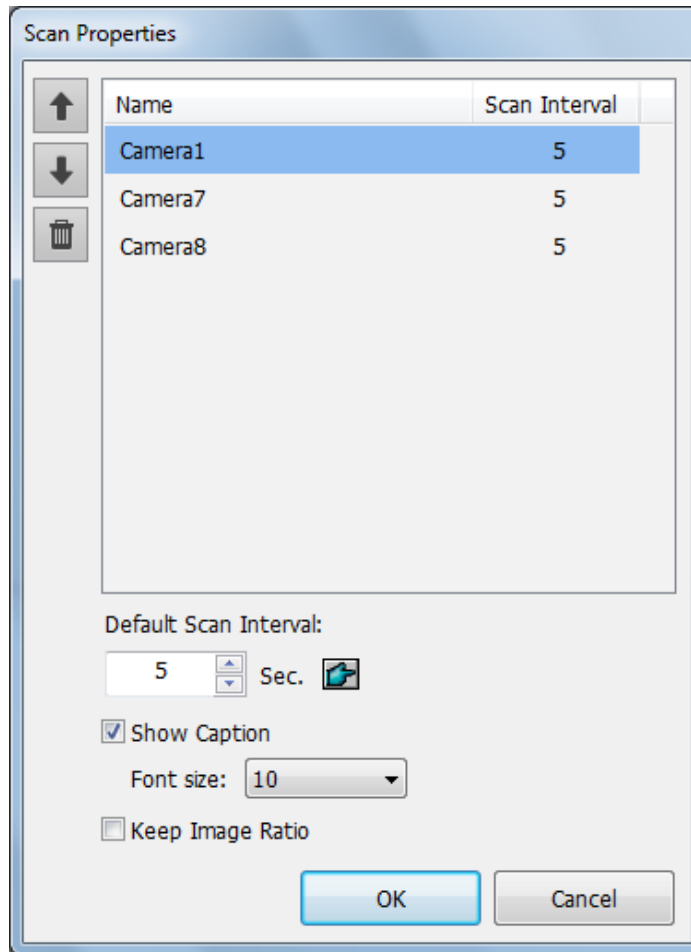 Scan Properties
Name Scan Interval
Camera1 5
Camera7 5
Camera8 5
Default Scan Interval:
5 Sec.
Show Caption
Font size: 10
Keep Image Ratio
OK Cancel